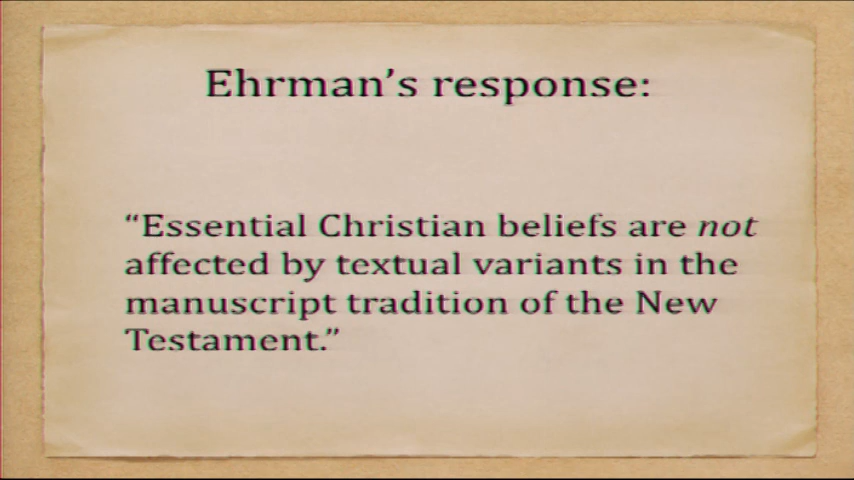 Ehrman’s response:
“Essential Christian beliefs are not
affected by textual variants in the
manuscript tradition of the New
Testament.”